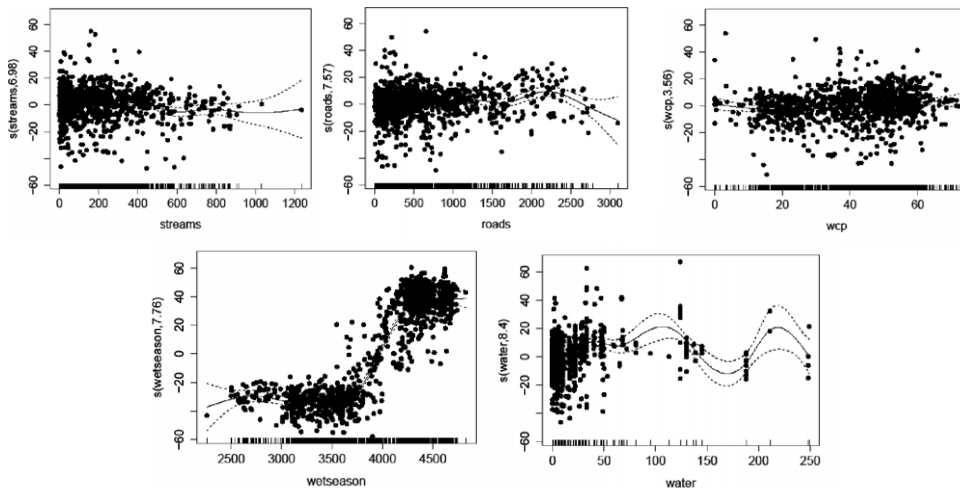 60
40
20
0
-20
-60
s(streams,6.98)
0 200 400 600 800 1000 1200
streams
60
40
20
0
-20
-60
s(roads,7.57)
0 500 1000 1500 2000 2500 3000
roads
60
40
20
0
-20
-60
s(wcp,3.56)
0 20 40 60
wcp
60
40
20
0
-20
-60
s(wetseason,7.76)
2500 3000 3500 4000 4500
wetseason
60
40
20
0
-20
-60
s(water,8.4)
0 50 100 150 200 250
water